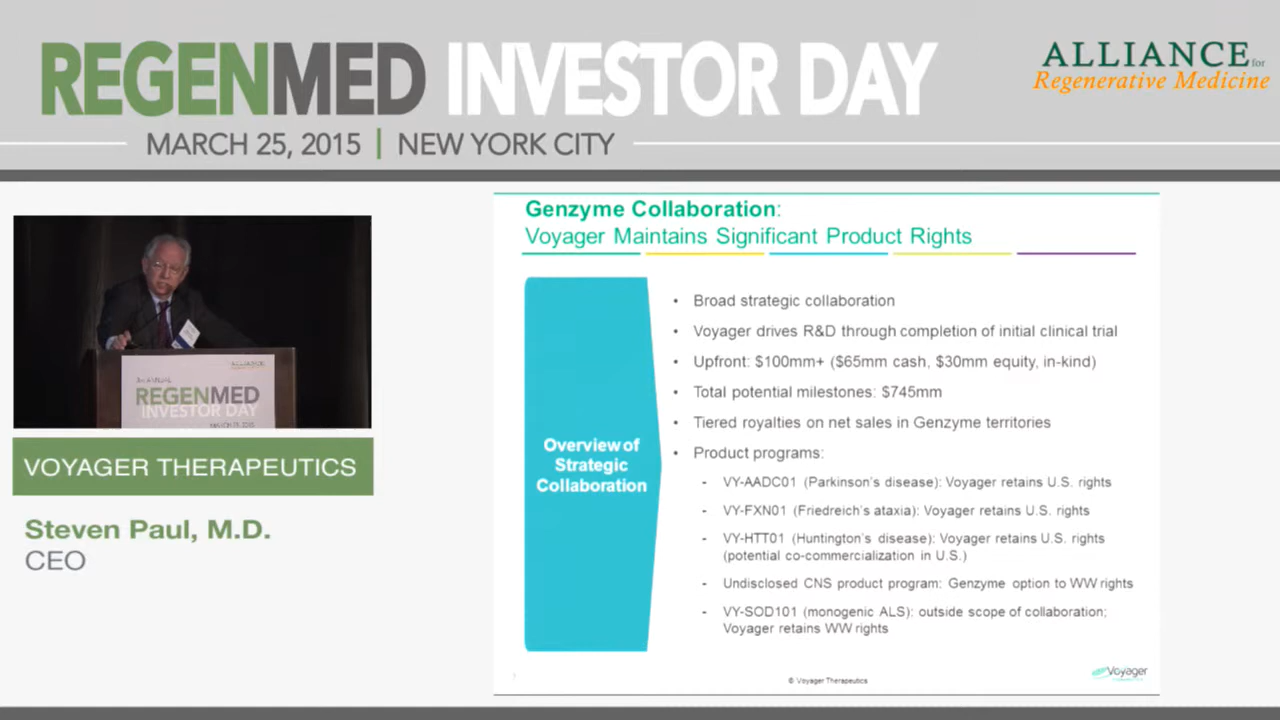 REGENMED INVESTOR DAY
MARCH 25, 2015 | NEW YORK CITY
ALLIANCE for
Regenerative Medicine
REGENMED
INVESTOR DAY
VOYAGER THERAPEUTICS
Steven Paul, M.D.
CEO
Genzyme Collaboration:
Voyager Maintains Significant Product Rights
Overview of
Strategic
Collaboration
• Broad strategic collaboration
• Voyager drives R&D through completion of initial clinical trial
• Upfront: $100mm+ ($65mm cash, $30mm equity, in-kind)
• Total potential milestones: $745mm
• Tiered royalties on net sales in Genzyme territories
• Product programs:
- VY-AADC01 (Parkinson's disease): Voyager retains U.S. rights
- VY-FXN01 (Friedreich's ataxia): Voyager retains U.S. rights
- VY-HTT01 (Huntington's disease): Voyager retains U.S. rights
(potential co-commercialization in U.S.)
- Undisclosed CNS product program: Genzyme option to WW rights
- VY-SOD101 (monogenic ALS): outside scope of collaboration;
Voyager retains WW rights
© Voyager Therapeutics
Voyager